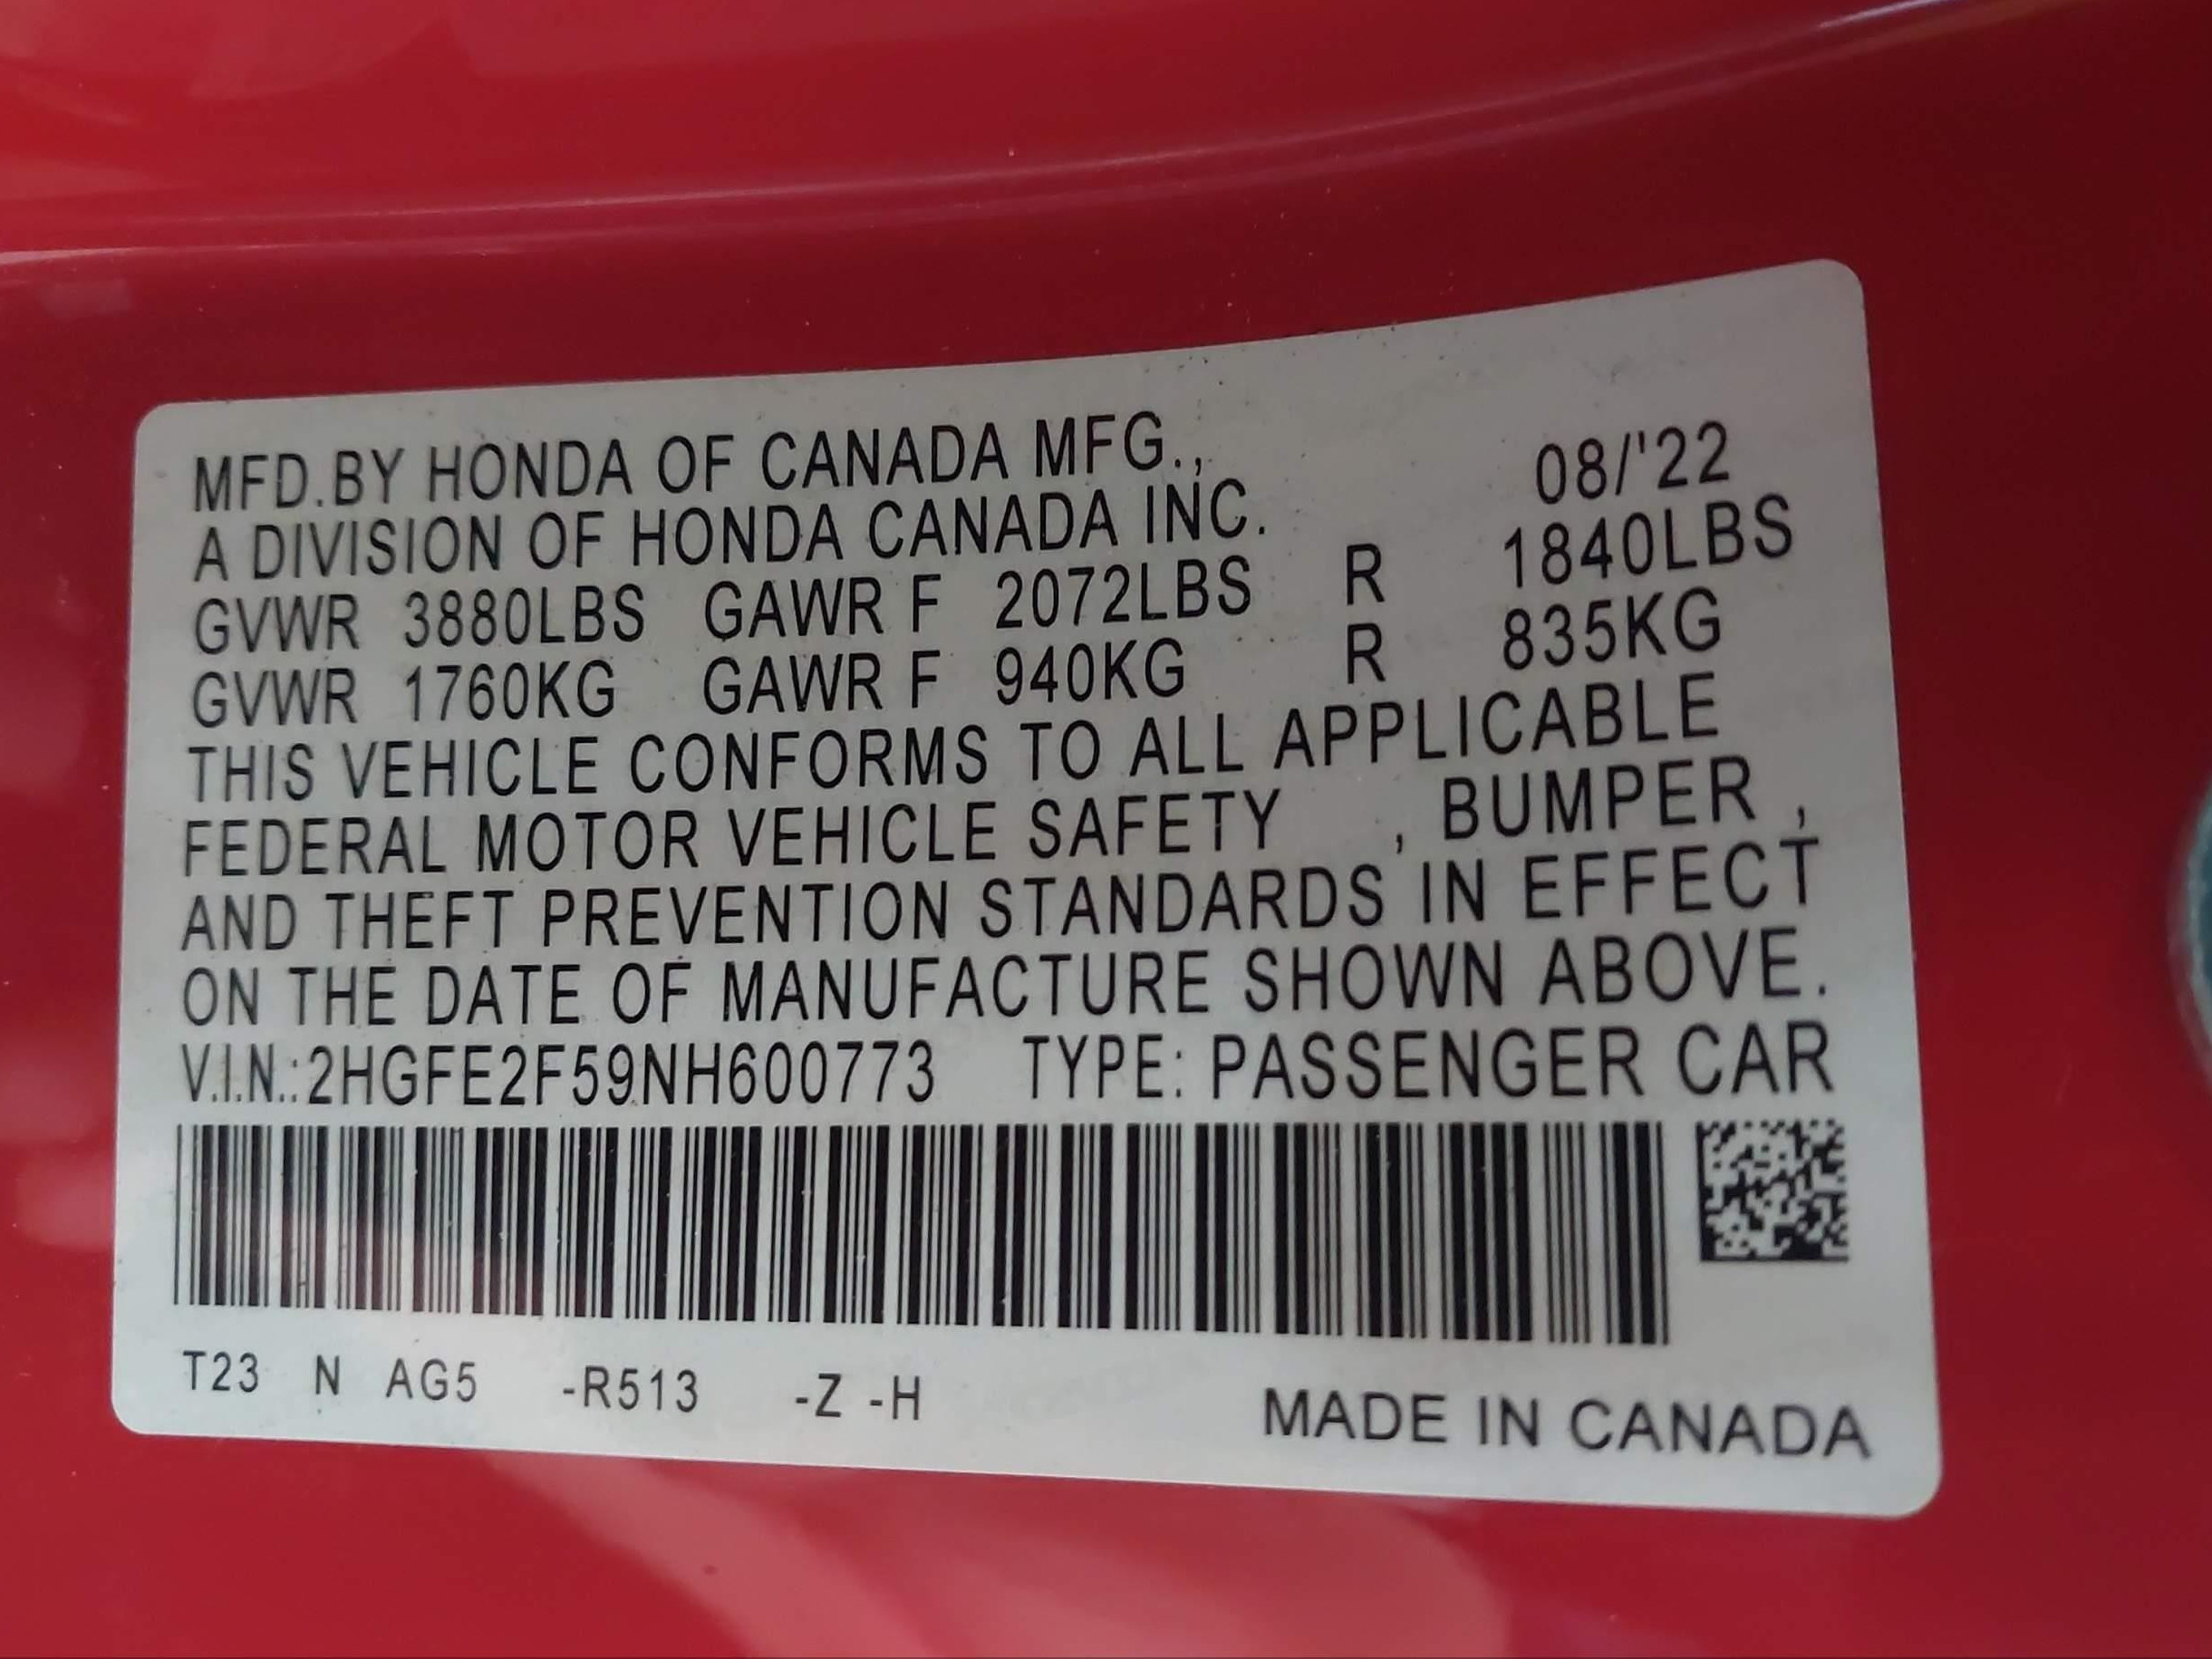 MFD.BY HONDA OF CANADA MFG., 08/'22
A DIVISION OF HONDA CANADA INC.
GVWR 3880LBS GAWR F 2072LBS R 1840LBS
GVWR 1760KG GAWR F 940KG R 835KG
THIS VEHICLE CONFORMS TO ALL APPLICABLE
FEDERAL MOTOR VEHICLE SAFETY , BUMPER ,
AND THEFT PREVENTION STANDARDS IN EFFECT
ON THE DATE OF MANUFACTURE SHOWN ABOVE.
V.I.N.:2HGFE2F59NH600773 TYPE: PASSENGER CAR
T23 N AG5 -R513 -Z -H
MADE IN CANADA